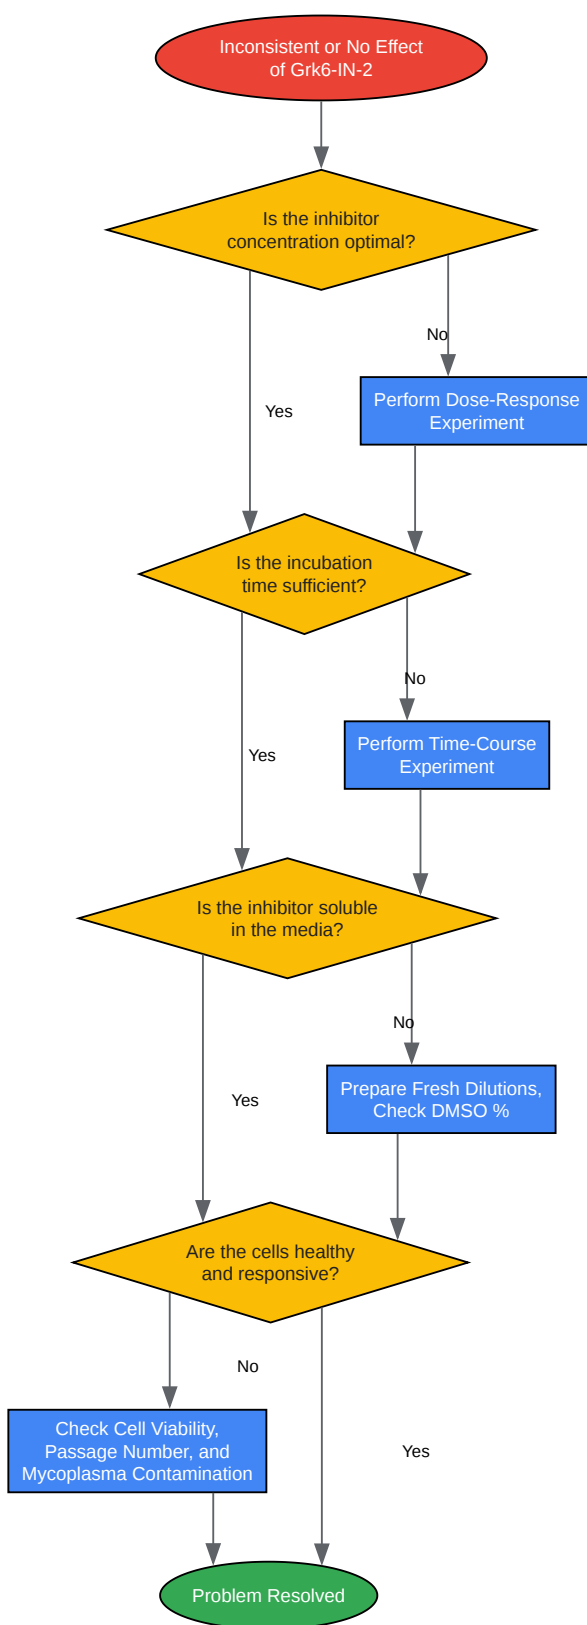 Inconsistent or No Effect
of Grk6-IN-2
Is the inhibitor
concentration optimal?
No
Perform Dose-Response
Experiment
Yes
Is the incubation
time sufficient?
No
Perform Time-Course
Experiment
Yes
Is the inhibitor soluble
in the media?
No
Prepare Fresh Dilutions,
Check DMSO %
Yes
Are the cells healthy
and responsive?
No
Check Cell Viability,
Passage Number, and
Mycoplasma Contamination
Yes
Problem Resolved